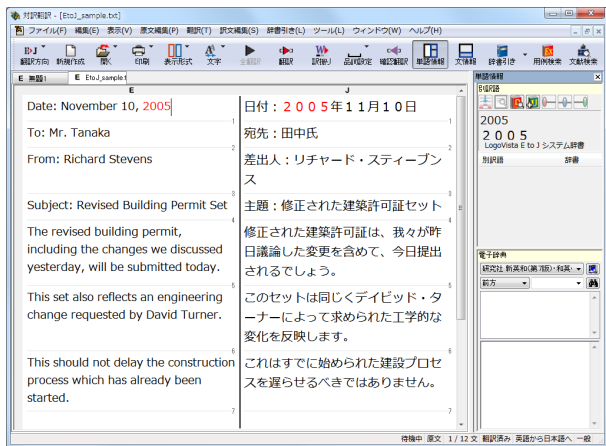 対訳翻訳 - [EtoJ_sample.txt]
ファイル(F) 編集(E) 表示(V) 原文編集(P) 翻訳(T) 訳文編集(S) 辞書引き(L) ツール(L) ウィンドウ(W) ヘルプ(H)
翻訳方向 新規作成 開く 印刷 表示形式 文字 全翻訳 翻訳 訳振り 品詞設定 確認翻訳 単語情報 文情報 辞書引き 用例検索 文献検索
E 無題1 E EtoJ_sample.t
E J
Date: November 10, 2005
日付：２００５年１１月１０日
1 1
To: Mr. Tanaka
宛先：田中氏
2 2
From: Richard Stevens
差出人：リチャード・スティーブン
ス
3 3
Subject: Revised Building Permit Set
主題：修正された建築許可証セット
4 4
The revised building permit,
including the changes we discussed
yesterday, will be submitted today.
修正された建築許可証は、我々が昨
日議論した変更を含めて、今日提出
されるでしょう。
5 5
This set also reflects an engineering
change requested by David Turner.
このセットは同じくデイビッド・タ
ーナーによって求められた工学的な
変化を反映します。
6 6
This should not delay the construction
process which has already been
started.
これはすでに始められた建設プロセ
スを遅らせるべきではありません。
7 7
単語情報
E訳語
2005
２００５
LogoVista E to J システム辞書
別訳語 辞書
電子辞典
研究社 新英和(第7版)・和英・
前方
待機中 原文 1 / 12 文 翻訳済み 英語から日本語へ 一般